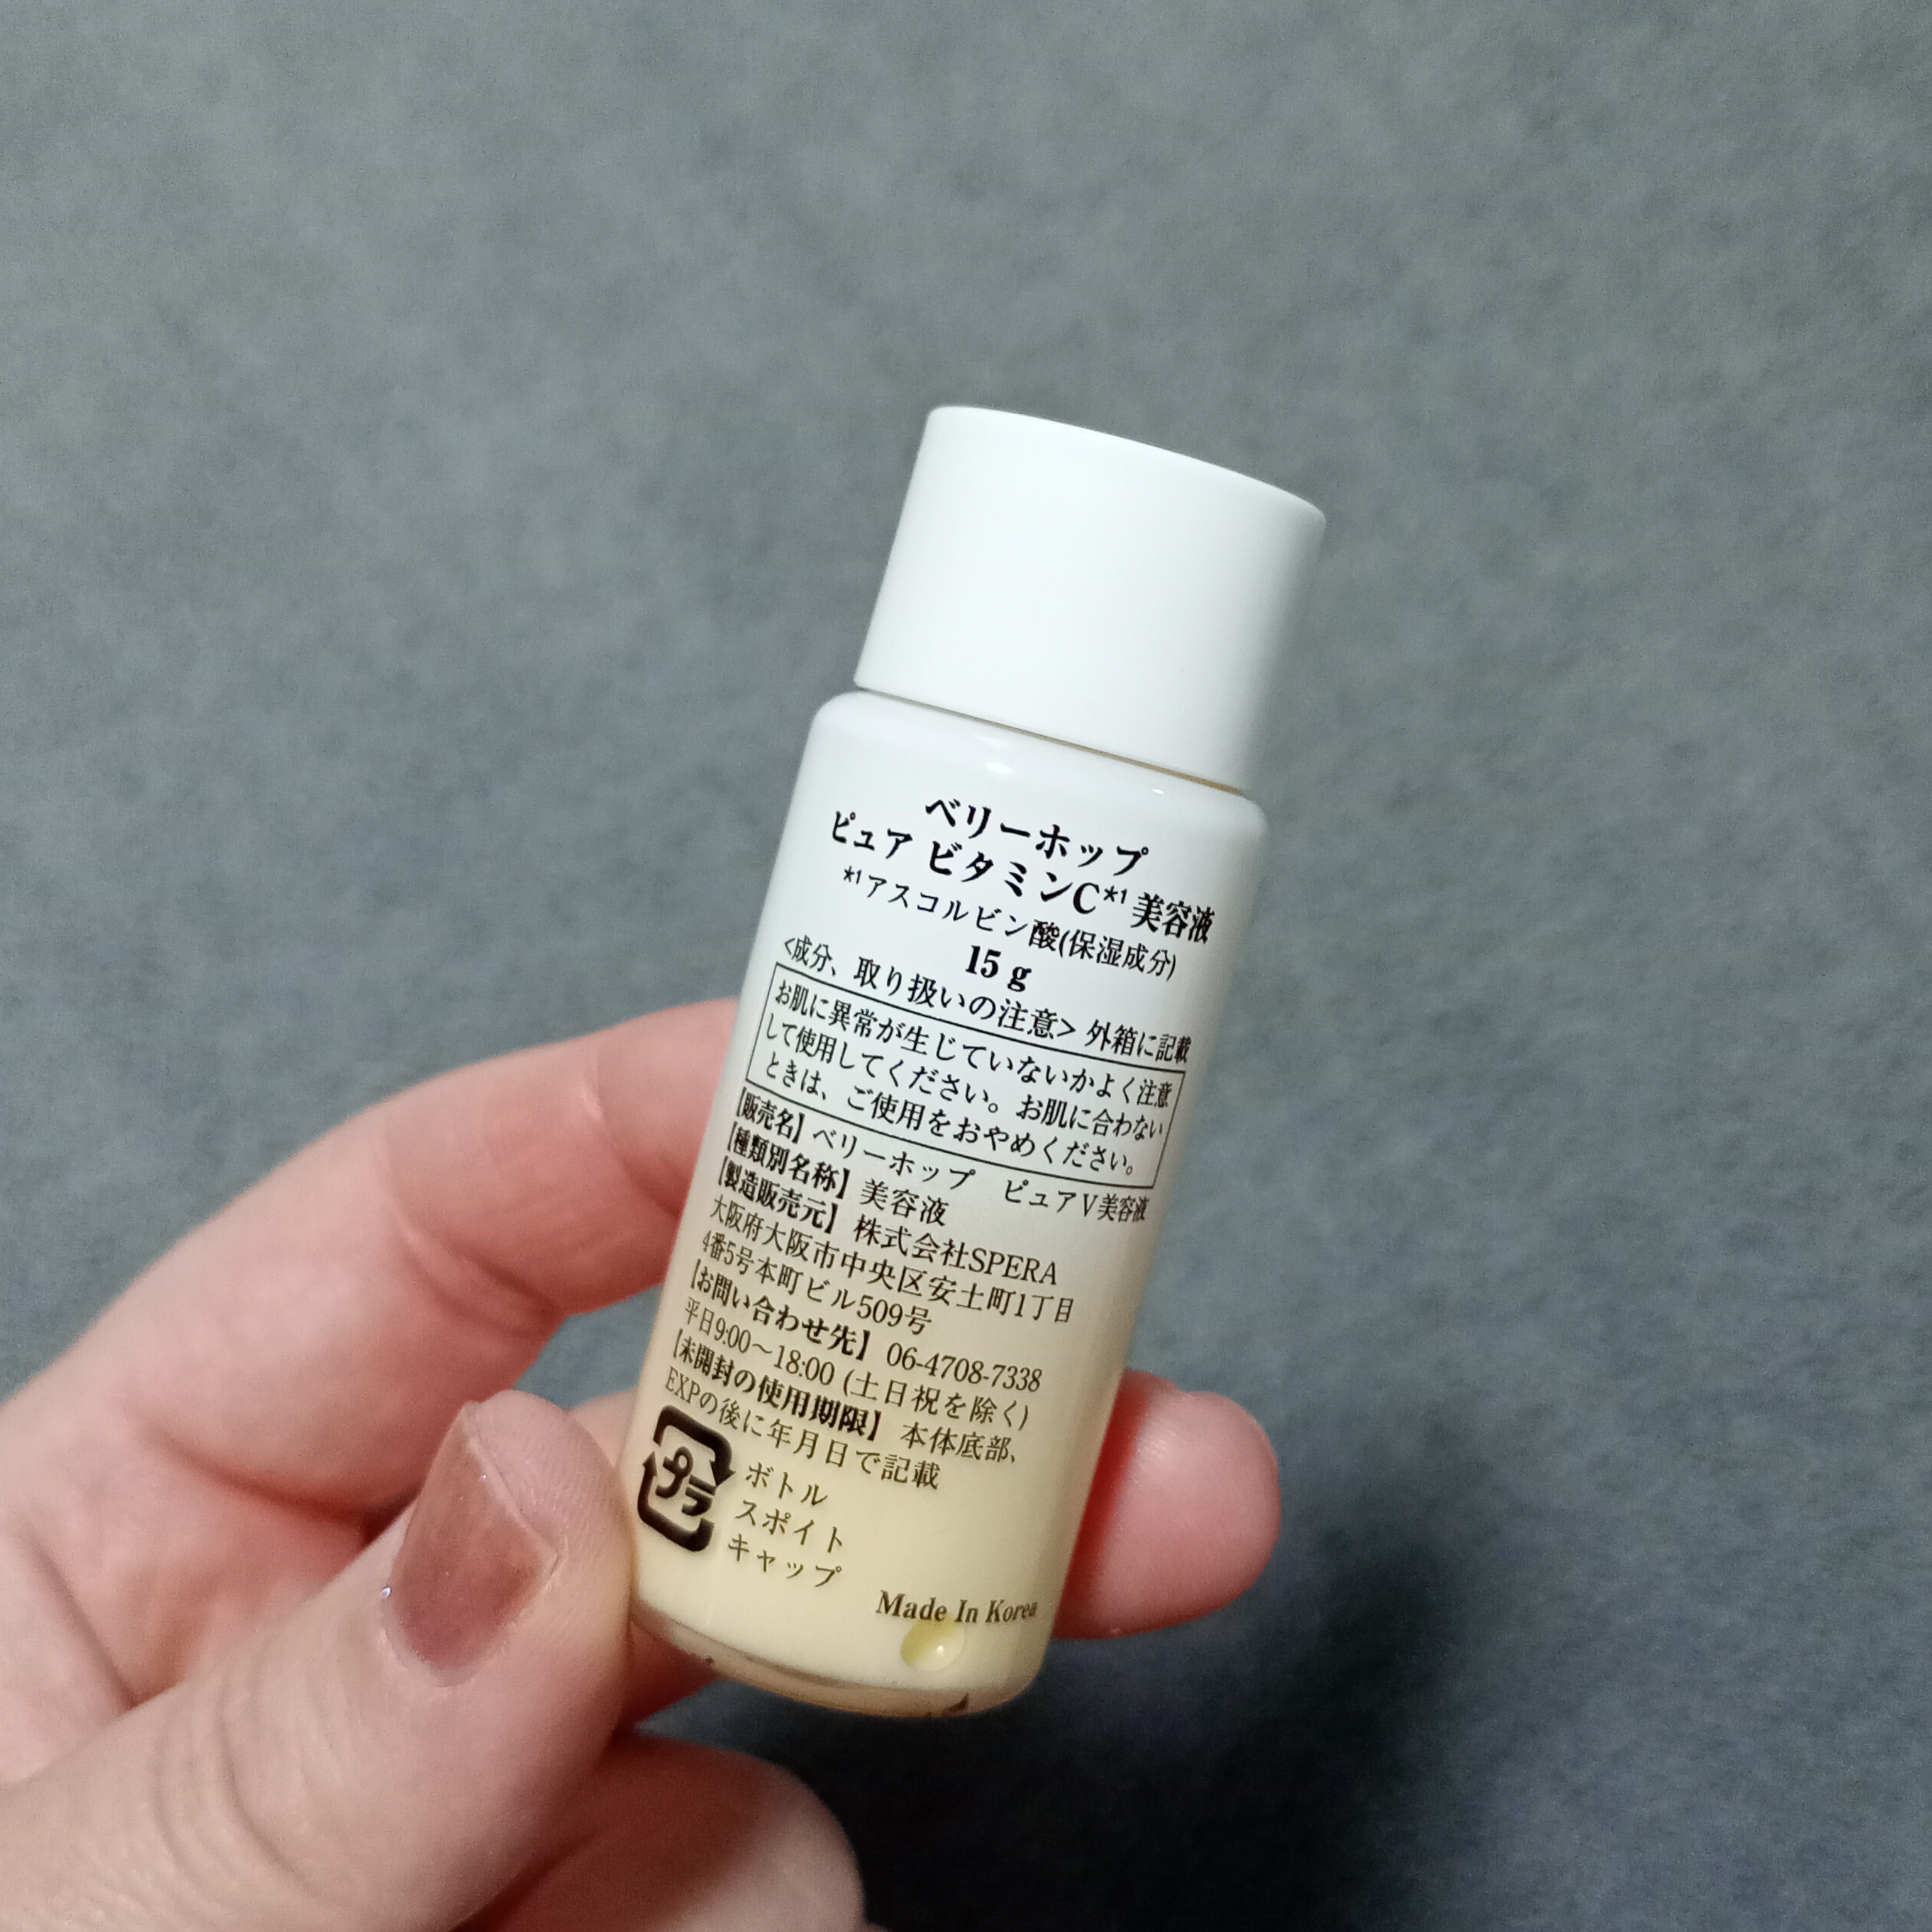 ベリーホップ
ピュア ビタミンC*1 美容液
*1アスコルビン酸(保湿成分)
15 g
<成分、取り扱いの注意> 外箱に記載
お肌に異常が生じていないかよく注意
して使用してください。お肌に合わない
ときは、ご使用をおやめください。
【販売名】ベリーホップ ピュアV美容液
【種類別名称】美容液
【製造販売元】株式会社SPERA
大阪府大阪市中央区安土町1丁目
4番5号本町ビル509号
【お問い合わせ先】06-4708-7338
平日9:00～18:00 (土日祝を除く)
【未開封の使用期限】本体底部、
EXPの後に年月日で記載
プラ
ボトル
スポイト
キャップ
Made In Korea